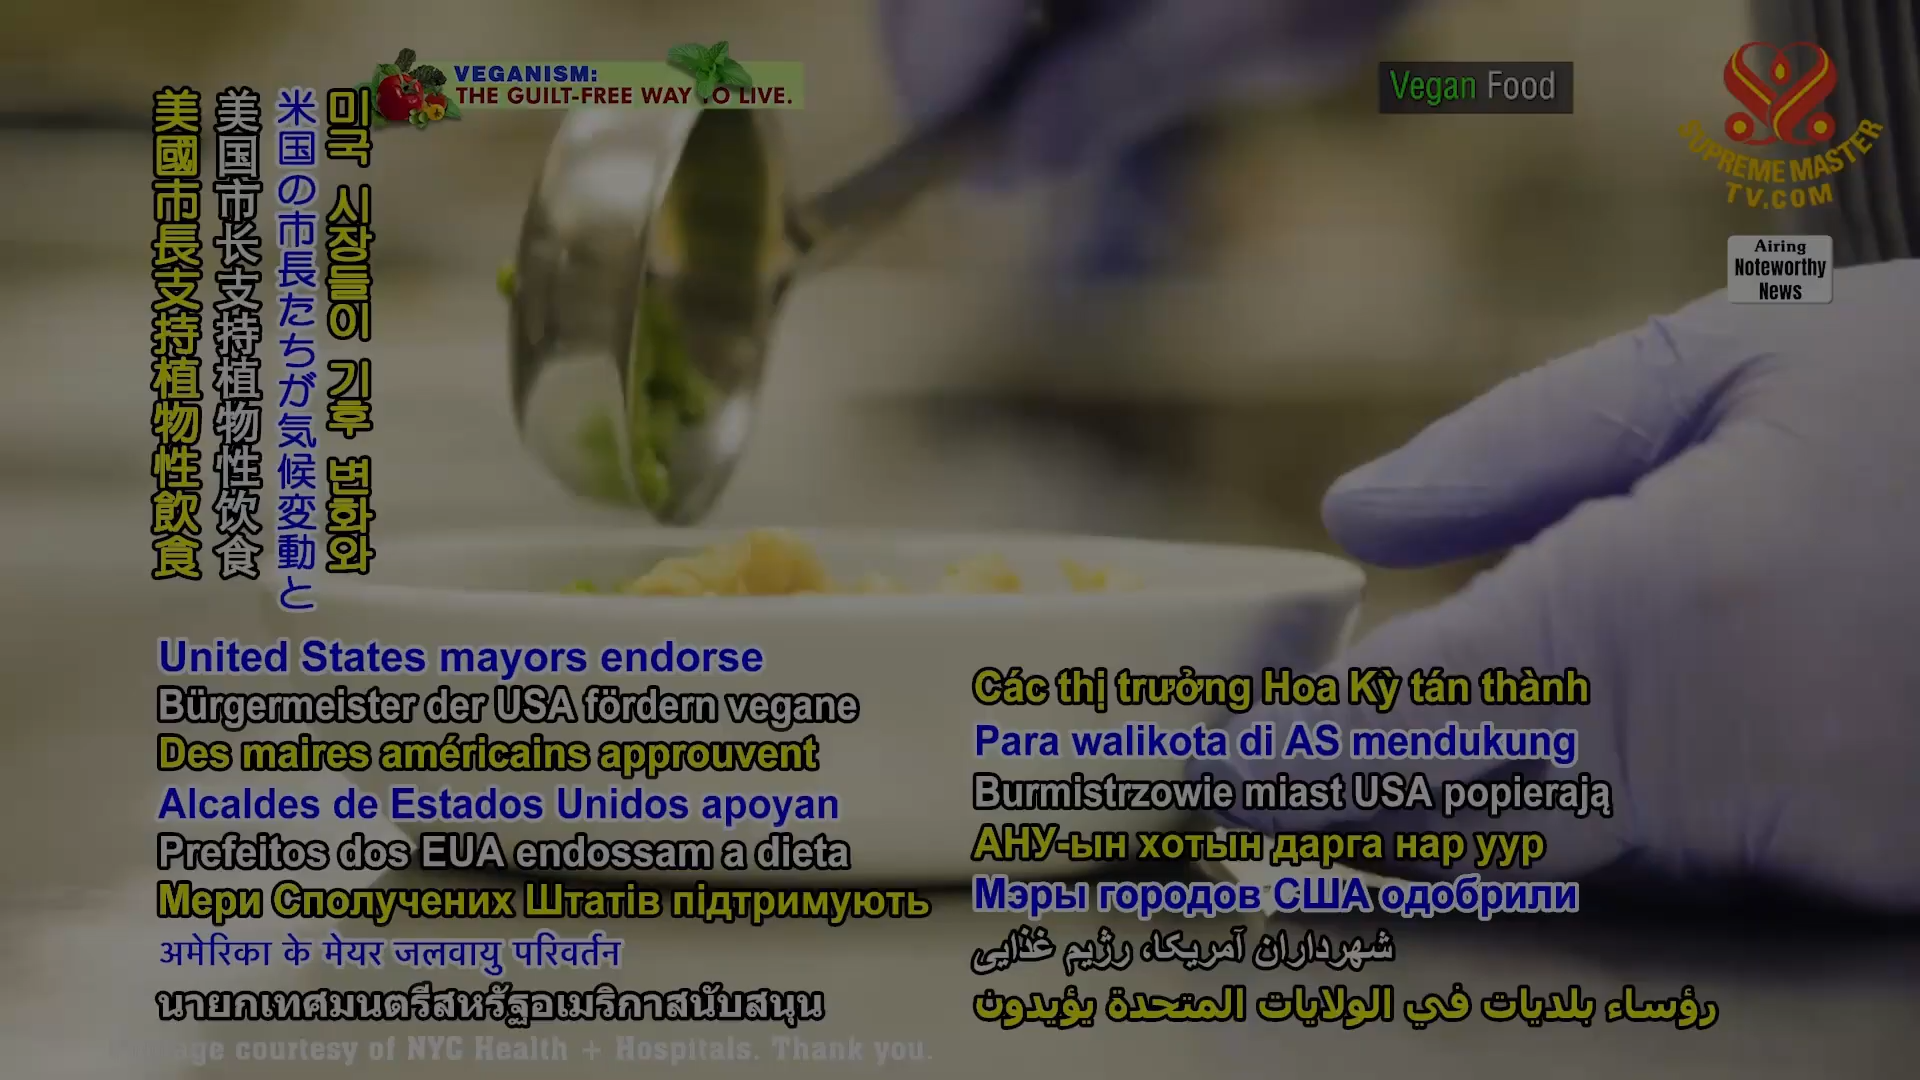 VEGANISM:
THE GUILT-FREE WAY TO LIVE.
Vegan Food
SUPREME MASTER
TV.COM
Airing
Noteworthy
News
美國市長支持植物性飲食
美国市长支持植物性饮食
米国の市長たちが気候変動と
미국 시장들이 기후 변화와
United States mayors endorse
Bürgermeister der USA fördern vegane
Des maires américains approuvent
Alcaldes de Estados Unidos apoyan
Prefeitos dos EUA endossam a dieta
Мери Сполучених Штатів підтримують
अमेरिका के मेयर जलवायु परिवर्तन
นายกเทศมนตรีสหรัฐอเมริกาสนับสนุน
Các thị trưởng Hoa Kỳ tán thành
Para walikota di AS mendukung
Burmistrzowie miast USA popierają
АНУ-ын хотын дарга нар уур
Мэры городов США одобрили
شهرداران آمریکا، رژیم غذایی
رؤساء بلديات في الولايات المتحدة يؤيدون
courtesy of NYC Health + Hospitals. Thank you.